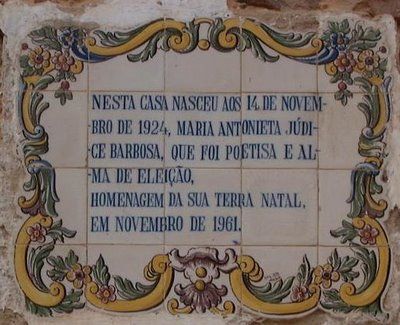 NESTA CASA NASCEU AOS 14 DE NOVEM-
BRO DE 1924, MARIA ANTONIETA JÚDI-
CE BARBOSA, QUE FOI POETISA E AL-
MA DE ELEIÇÃO,
HOMENAGEM DA SUA TERRA NATAL,
EM NOVEMBRO DE 1961.